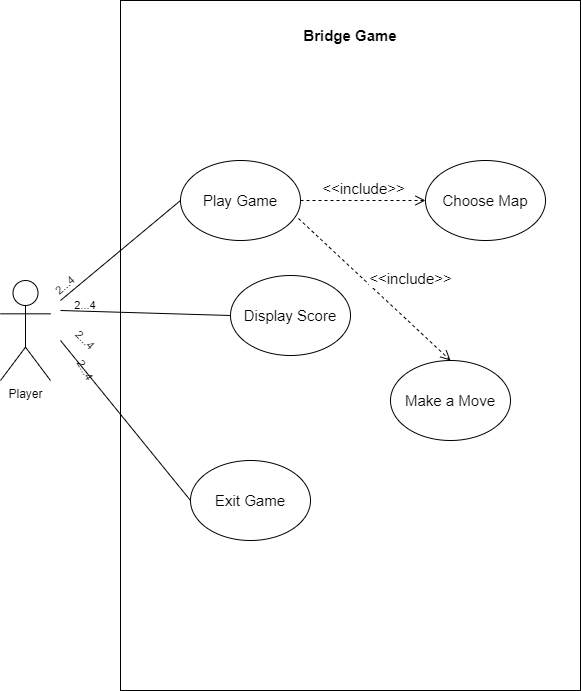 Bridge Game
Play Game
<<include>>
Choose Map
2...4
2...4
Display Score
<<include>>
2...4
2...4
Player
Make a Move
Exit Game